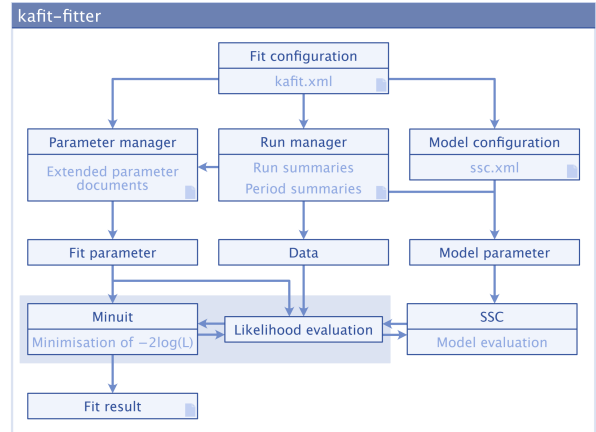 kafit-fitter
Fit configuration
kafit.xml
Parameter manager
Extended parameter
documents
Run manager
Run summaries
Period summaries
Model configuration
ssc.xml
Fit parameter
Data
Model parameter
Minuit
Minimisation of −2log(L)
Likelihood evaluation
SSC
Model evaluation
Fit result